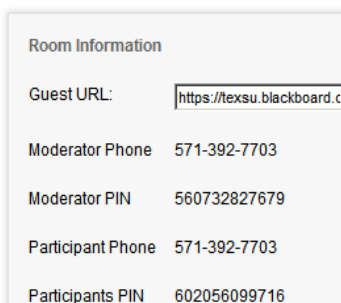 Room Information
Guest URL: https://texsu.blackboard.c
Moderator Phone 571-392-7703
Moderator PIN 560732827679
Participant Phone 571-392-7703
Participants PIN 602056099716